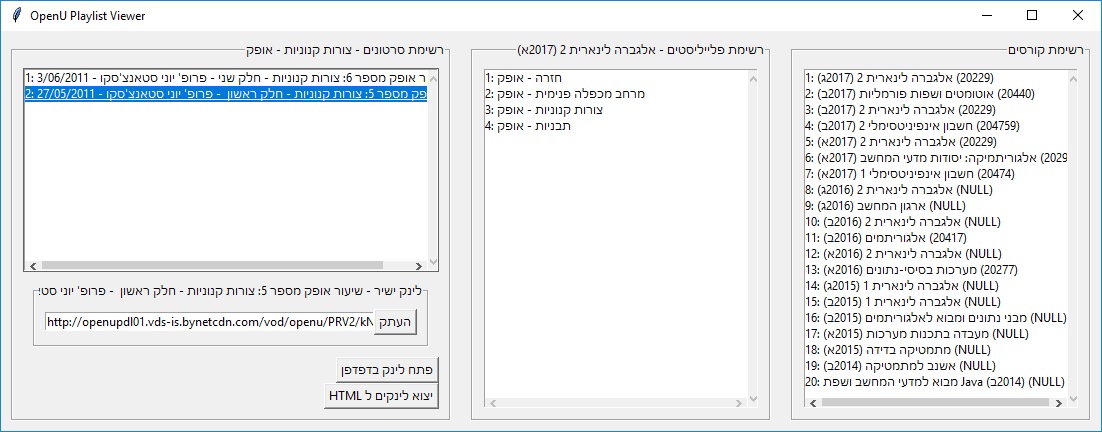 OpenU Playlist Viewer
רשימת קורסים
1: אלגברה לינארית 2 (2017ג) (20229)
2: אוטומטים ושפות פורמליות (2017ב) (20440)
3: אלגברה לינארית 2 (2017ב) (20229)
4: חשבון אינפיניטסימלי 2 (2017ב) (204759)
5: אלגברה לינארית 2 (2017א) (20229)
6: אלגוריתמיקה: יסודות מדעי המחשב (2017א) (2029
7: חשבון אינפיניטסימלי 1 (2017א) (20474)
8: אלגברה לינארית 2 (2016ג) (NULL)
9: ארגון המחשב (2016ג) (NULL)
10: אלגברה לינארית 2 (2016ב) (NULL)
11: אלגוריתמים (2016ב) (20417)
12: אלגברה לינארית 2 (2016א) (NULL)
13: מערכות בסיסי-נתונים (2016א) (20277)
14: אלגברה לינארית 1 (2015ג) (NULL)
15: אלגברה לינארית 1 (2015ב) (NULL)
16: מבני נתונים ומבוא לאלגוריתמים (2015ב) (NULL)
17: מעבדה בתכנות מערכות (2015א) (NULL)
18: מתמטיקה בדידה (2015א) (NULL)
19: אשנב למתמטיקה (2014ב) (NULL)
20: מבוא למדעי המחשב ושפת Java (2014ב) (NULL)
רשימת פלייליסטים - אלגברה לינארית 2 (2017א)
1: חזרה - אופק
2: מרחב מכפלה פנימית - אופק
3: צורות קנוניות - אופק
4: תבניות - אופק
רשימת סרטונים - צורות קנוניות - אופק
1: 3/06/2011 - ר אופק מספר 6: צורות קנוניות - חלק שני - פרופ' יוני סטאנצ'סקו
2: 27/05/2011 - פק מספר 5: צורות קנוניות - חלק ראשון - פרופ' יוני סטאנצ'סקו
לינק ישיר - שיעור אופק מספר 5: צורות קנוניות - חלק ראשון - פרופ' יוני סט
http://openupdl01.vds-is.bynetcdn.com/vod/openu/PRV2/kN
העתק
פתח לינק בדפדפן
יצוא לינקים ל HTML